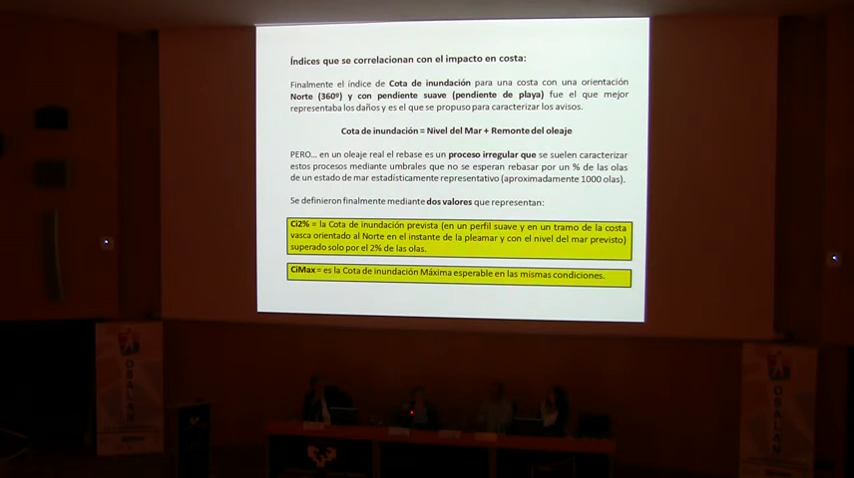 Índices que se correlacionan con el impacto en costa:
Finalmente el índice de Cota de inundación para una costa con una orientación
Norte (360º) y con pendiente suave (pendiente de playa) fue el que mejor
representaba los daños y es el que se propuso para caracterizar los avisos.
Cota de inundación = Nivel del Mar + Remonte del oleaje
PERO... en un oleaje real el rebase es un proceso irregular que se suelen caracterizar
estos procesos mediante umbrales que no se esperan rebasar por un % de las olas
de un estado de mar estadísticamente representativo (aproximadamente 1000 olas).
Se definieron finalmente mediante dos valores que representan:
Ci2% = la Cota de inundación prevista (en un perfil suave y en un tramo de la costa
vasca orientado al Norte en el instante de la pleamar y con el nivel del mar previsto)
superado solo por el 2% de las olas.
CiMax = es la Cota de inundación Máxima esperable en las mismas condiciones.
OSALAN
OSALAN